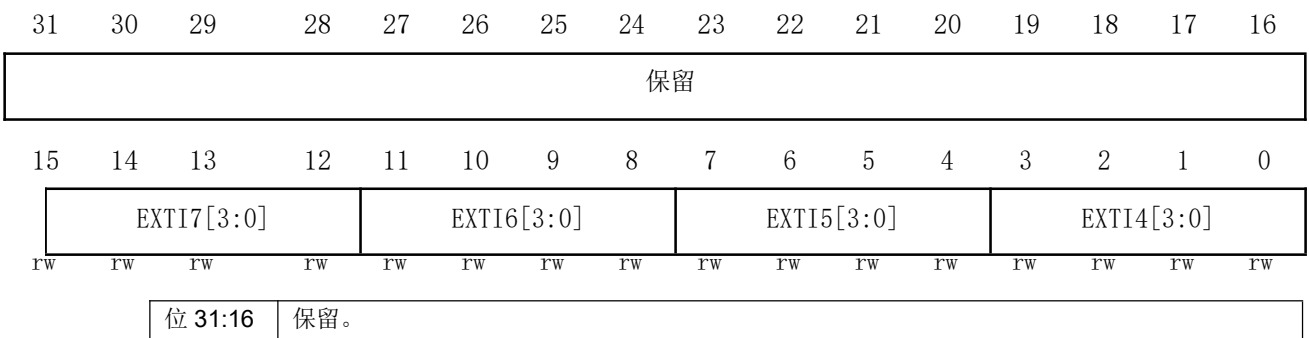 31 30 29 28 27 26 25 24 23 22 21 20 19 18 17 16
保留
15 14 13 12 11 10 9 8 7 6 5 4 3 2 1 0
EXTI7[3:0] EXTI6[3:0] EXTI5[3:0] EXTI4[3:0]
rw rw rw rw rw rw rw rw rw rw rw rw rw rw rw rw
位 31:16 保留。